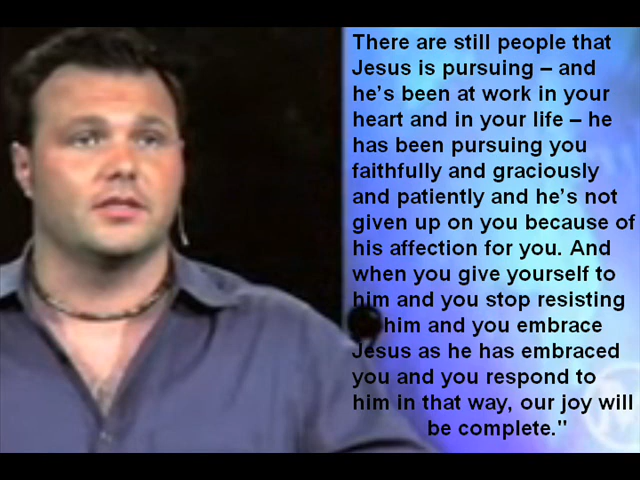 There are still people that
Jesus is pursuing – and
he's been at work in your
heart and in your life – he
has been pursuing you
faithfully and graciously
and patiently and he's not
given up on you because of
his affection for you. And
when you give yourself to
him and you stop resisting
him and you embrace
Jesus as he has embraced
you and you respond to
him in that way, our joy will
be complete."